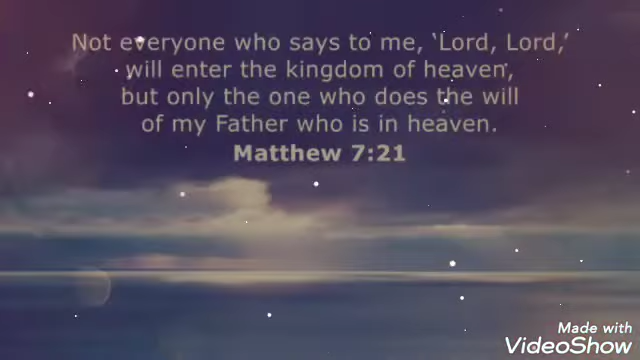 Not everyone who says to me, ‘Lord, Lord,’
will enter the kingdom of heaven,
but only the one who does the will
of my Father who is in heaven.
Matthew 7:21
Made with
VideoShow